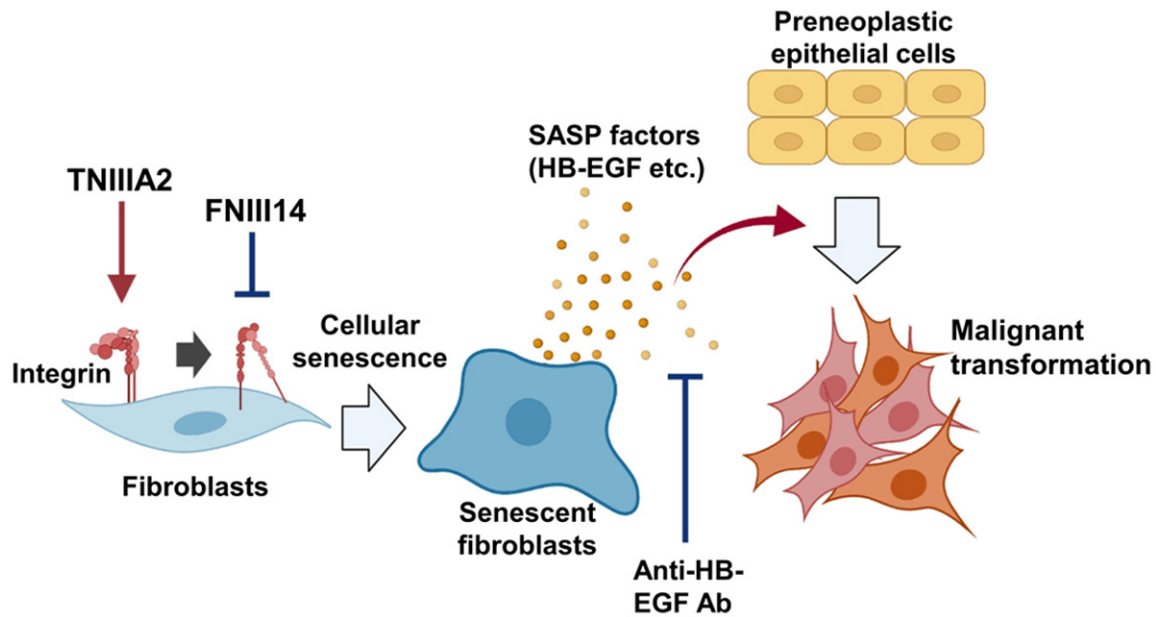 Preneoplastic
epithelial cells
SASP factors
(HB-EGF etc.)
TNIIIA2
FNIII14
Cellular
senescence
Integrin
Malignant
transformation
Fibroblasts
Senescent
fibroblasts
Anti-HB-
EGF Ab